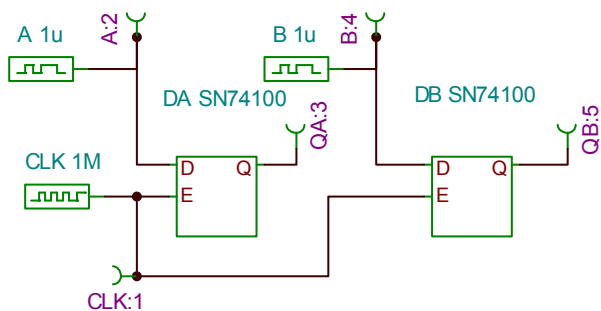 A 1u
A:2
B 1u
B:4
DA SN74100
QA:3
DB SN74100
QB:5
CLK 1M
D
Q
E
D
Q
E
CLK:1